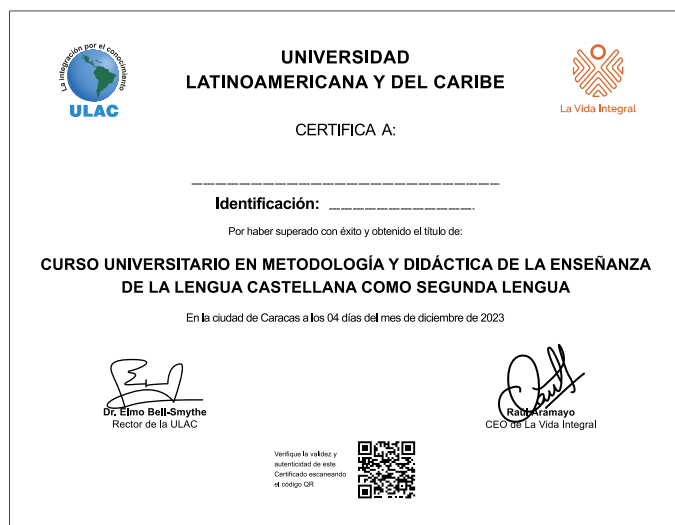 La integración por el conocimiento
ULAC
UNIVERSIDAD
LATINOAMERICANA Y DEL CARIBE
La Vida Integral
CERTIFICA A:
Identificación:
Por haber superado con éxito y obtenido el título de:
CURSO UNIVERSITARIO EN METODOLOGÍA Y DIDÁCTICA DE LA ENSEÑANZA
DE LA LENGUA CASTELLANA COMO SEGUNDA LENGUA
En la ciudad de Caracas a los 04 días del mes de diciembre de 2023
Dr. Elmo Bell-Smythe
Rector de la ULAC
Raúl Aramayo
CEO de La Vida Integral
Verifique la validez y
autenticidad de este
Certificado escaneando
el código QR